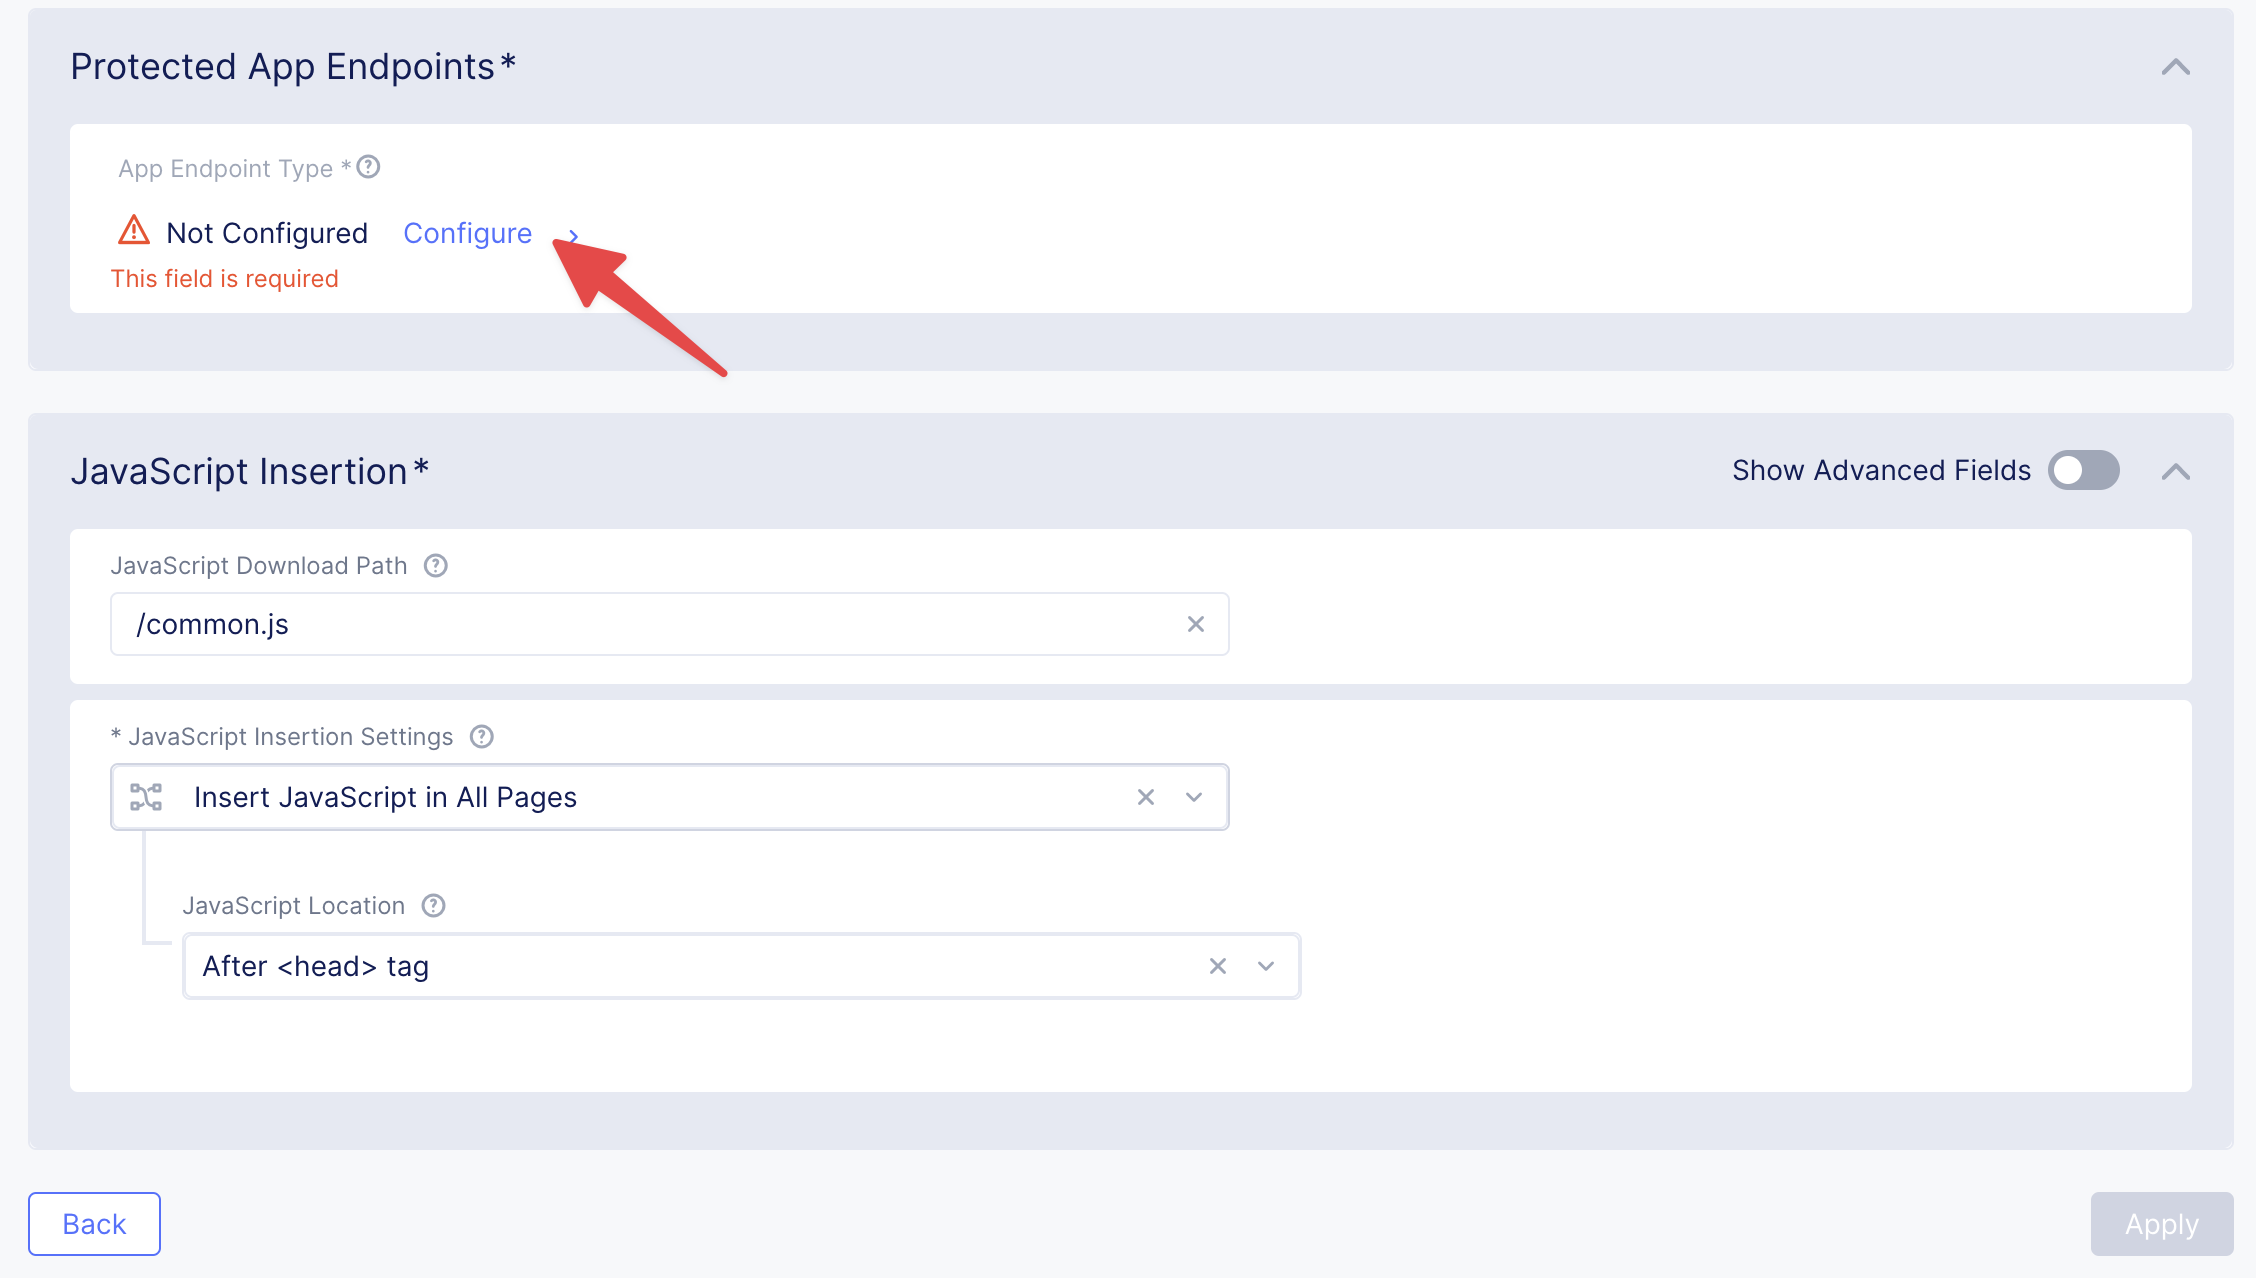 Protected App Endpoints*
App Endpoint Type *
Not Configured Configure
This field is required
JavaScript Insertion*
Show Advanced Fields
JavaScript Download Path
/common.js
* JavaScript Insertion Settings
Insert JavaScript in All Pages
JavaScript Location
After <head> tag
Back
Apply